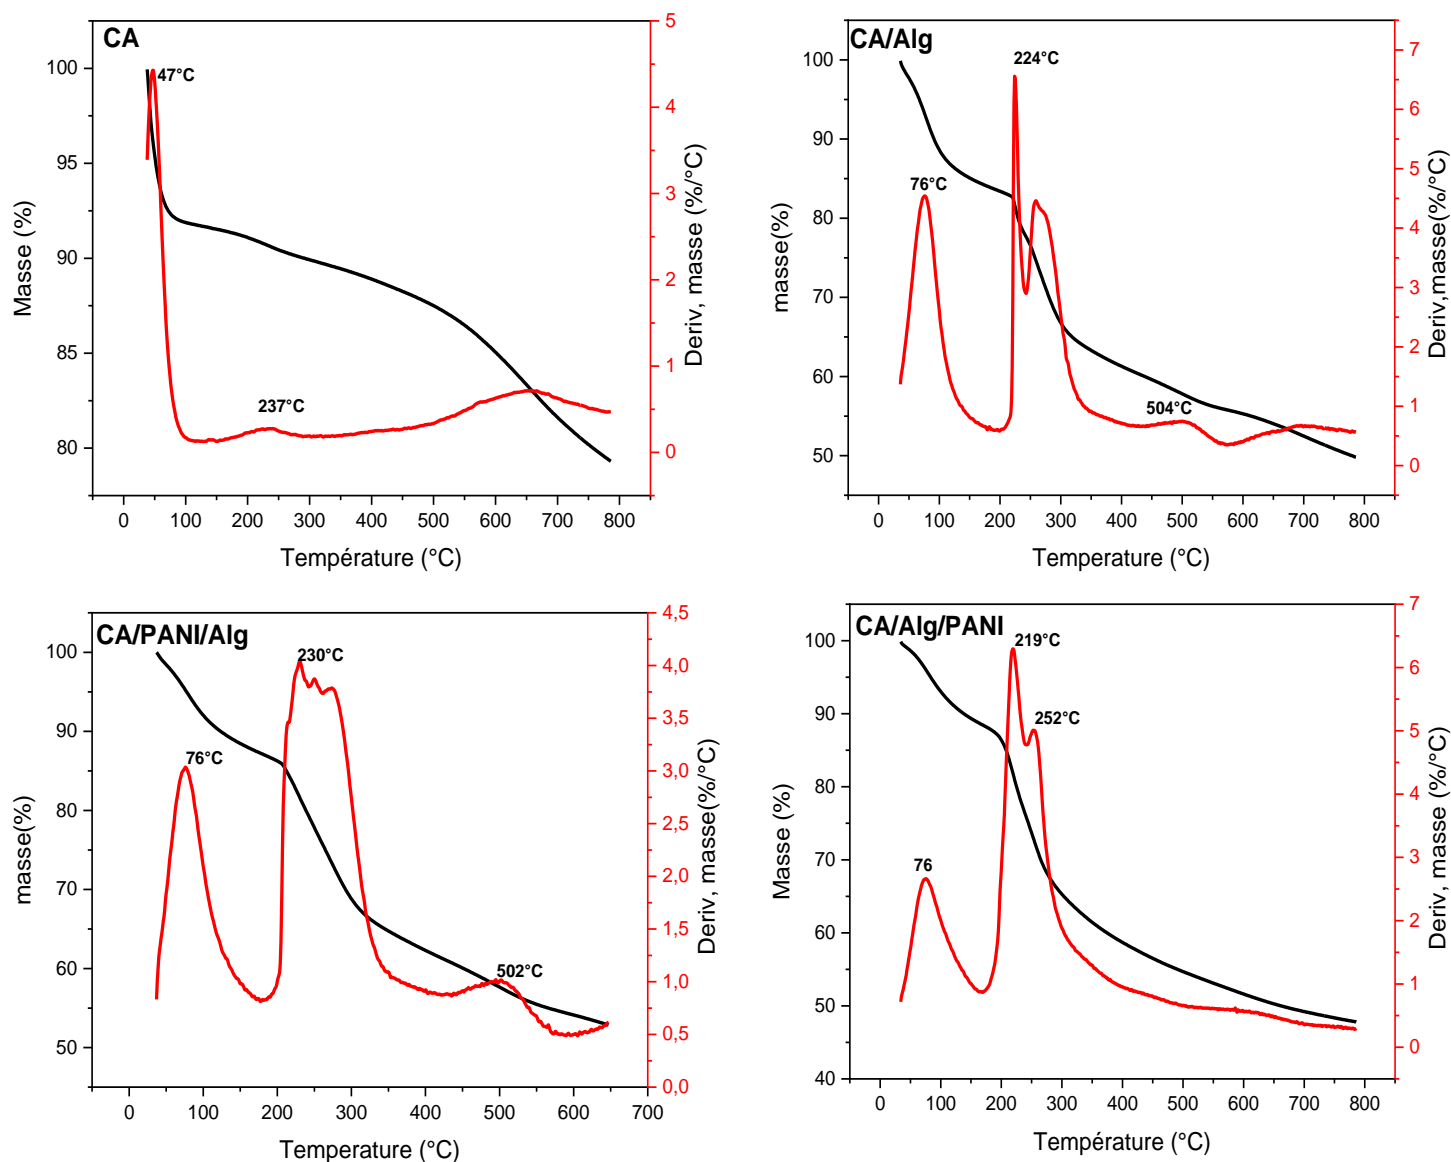 CA
47°C
237°C
100
95
90
85
80
5
4
3
2
1
0
0 100 200 300 400 500 600 700 800
Masse (%)
Deriv, masse (%/°C)
Température (°C)
CA/Alg
224°C
76°C
504°C
100
90
80
70
60
50
7
6
5
4
3
2
1
0
0 100 200 300 400 500 600 700 800
masse(%)
Deriv,masse(%/°C)
Temperature (°C)
CA/PANI/Alg
230°C
76°C
502°C
100
90
80
70
60
50
4,5
4,0
3,5
3,0
2,5
2,0
1,5
1,0
0,5
0,0
0 100 200 300 400 500 600 700
masse(%)
Deriv, masse(%/°C)
Temperature (°C)
CA/Alg/PANI
219°C
252°C
76
100
90
80
70
60
50
40
7
6
5
4
3
2
1
0
0 100 200 300 400 500 600 700 800
Masse (%)
Deriv, masse (%/°C)
Température (°C)